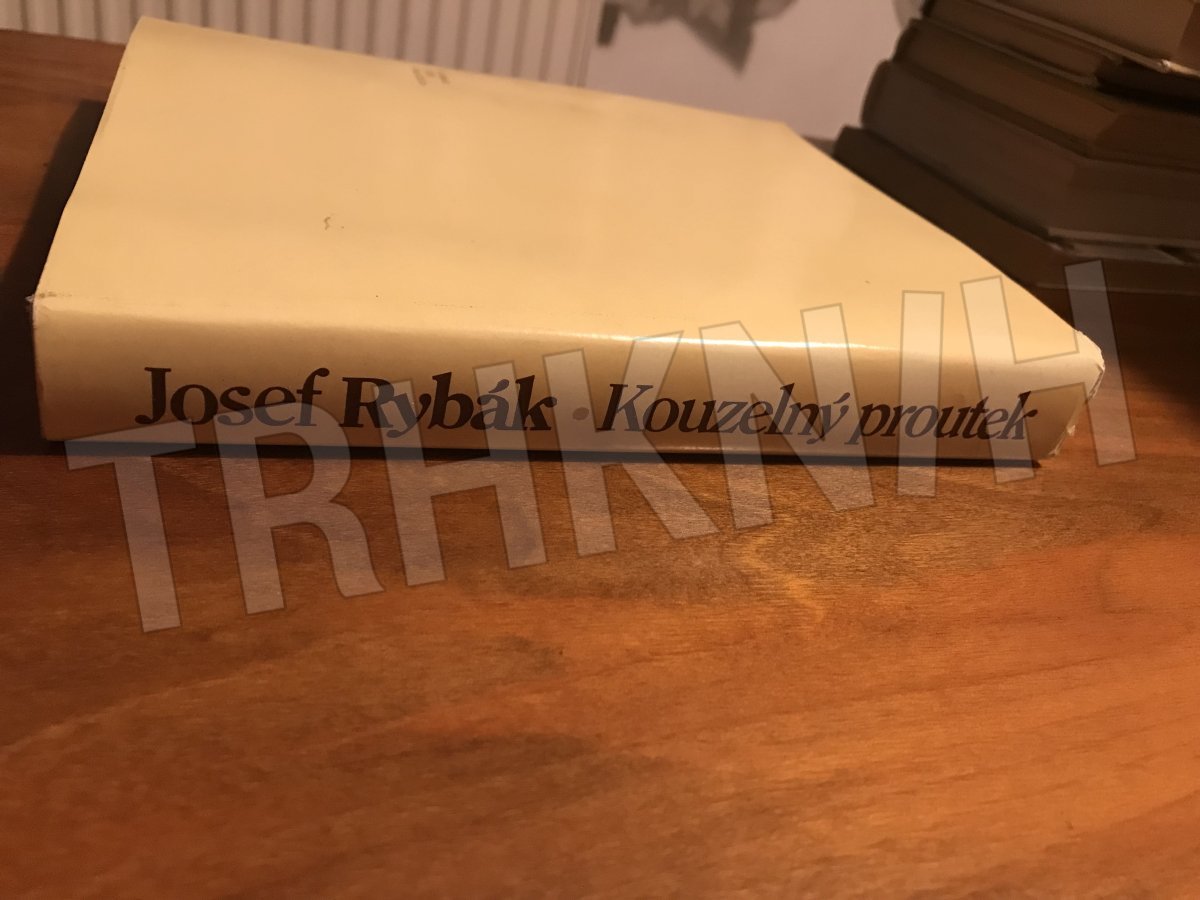 Josef Rybák • Kouzelný proutek
TRHKNIH